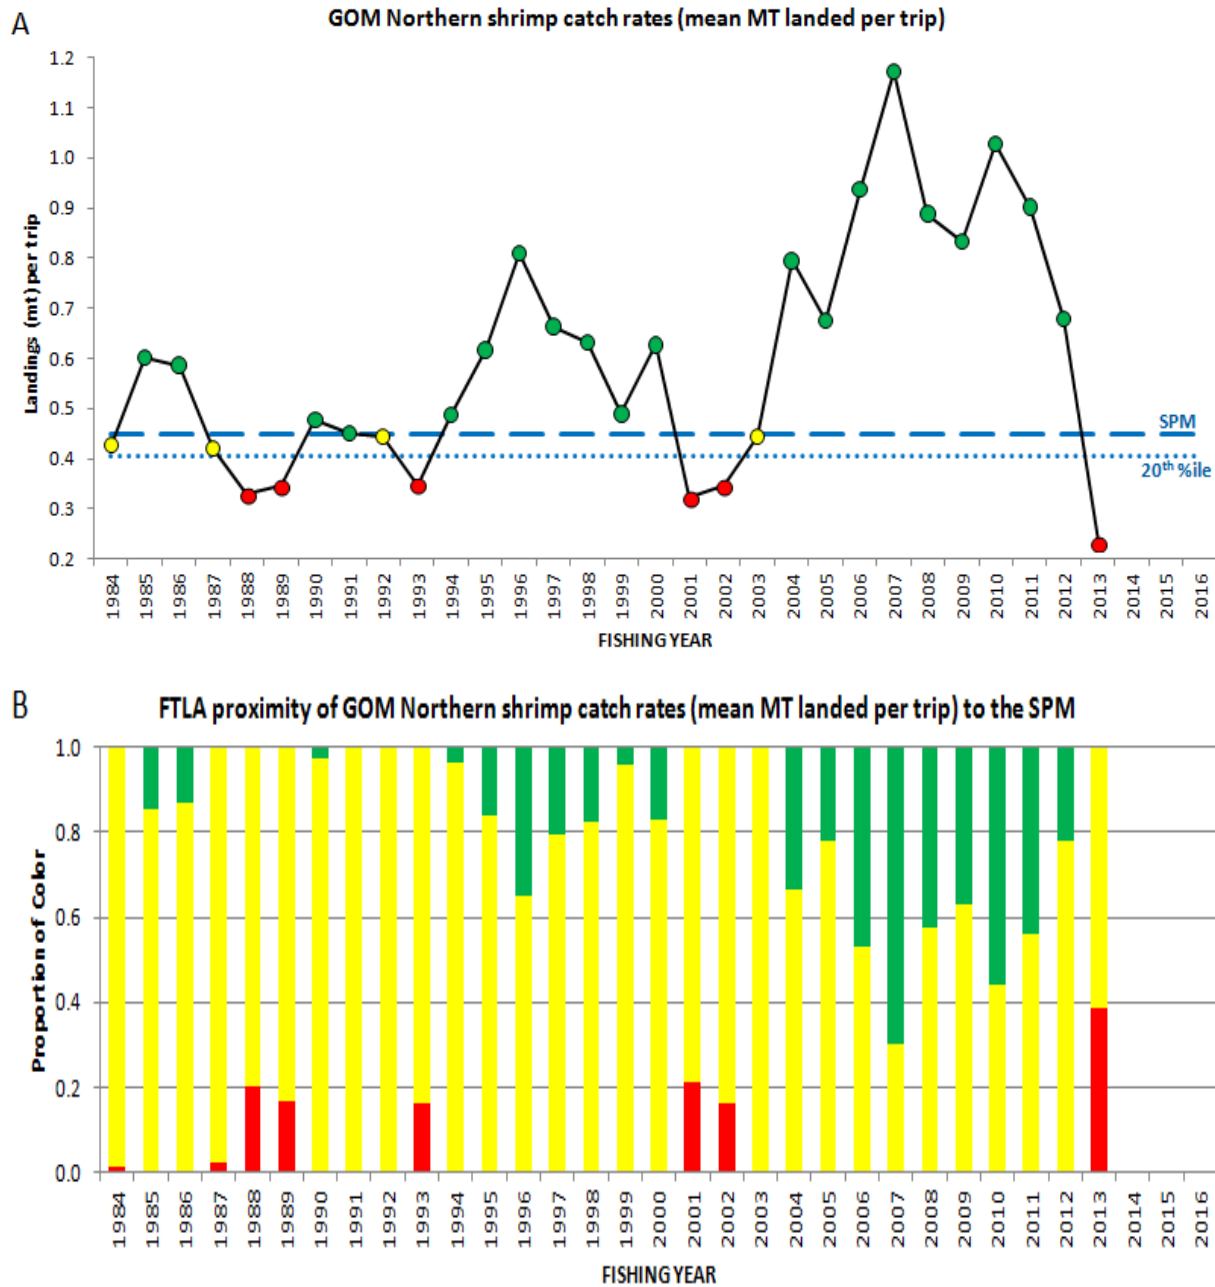 A
GOM Northern shrimp catch rates (mean MT landed per trip)
Landings (mt) per trip
1.2
1.1
1.0
0.9
0.8
0.7
0.6
0.5
0.4
0.3
0.2
SPM
20th %ile
1984 1985 1986 1987 1988 1989 1990 1991 1992 1993 1994 1995 1996 1997 1998 1999 2000 2001 2002 2003 2004 2005 2006 2007 2008 2009 2010 2011 2012 2013 2014 2015 2016
FISHING YEAR
B
FTLA proximity of GOM Northern shrimp catch rates (mean MT landed per trip) to the SPM
Proportion of Color
1.0
0.8
0.6
0.4
0.2
0.0
1984 1985 1986 1987 1988 1989 1990 1991 1992 1993 1994 1995 1996 1997 1998 1999 2000 2001 2002 2003 2004 2005 2006 2007 2008 2009 2010 2011 2012 2013 2014 2015 2016
FISHING YEAR